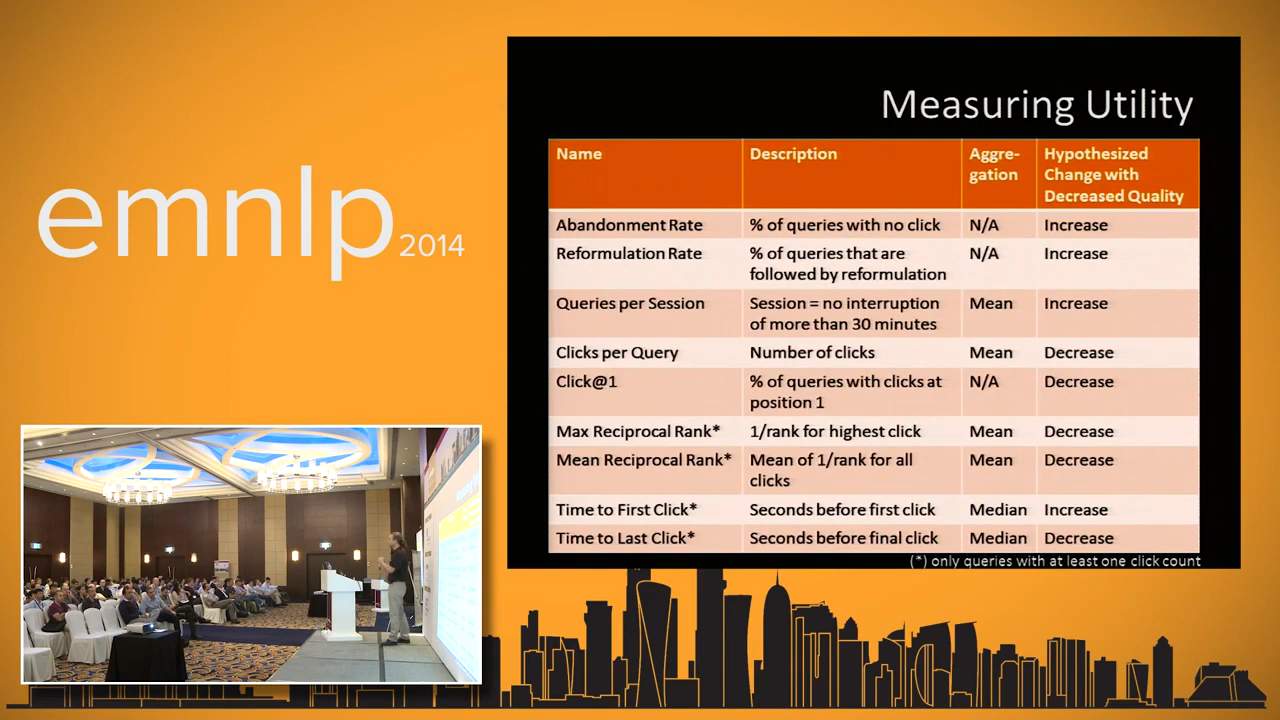 emnlp 2014
Measuring Utility
Name Description Aggre- Hypothesized
gation Change with
Decreased Quality
Abandonment Rate % of queries with no click N/A Increase
Reformulation Rate % of queries that are N/A Increase
followed by reformulation
Queries per Session Session = no interruption Mean Increase
of more than 30 minutes
Clicks per Query Number of clicks Mean Decrease
Click@1 % of queries with clicks at N/A Decrease
position 1
Max Reciprocal Rank* 1/rank for highest click Mean Decrease
Mean Reciprocal Rank* Mean of 1/rank for all Mean Decrease
clicks
Time to First Click* Seconds before first click Median Increase
Time to Last Click* Seconds before final click Median Decrease
(*) only queries with at least one click count